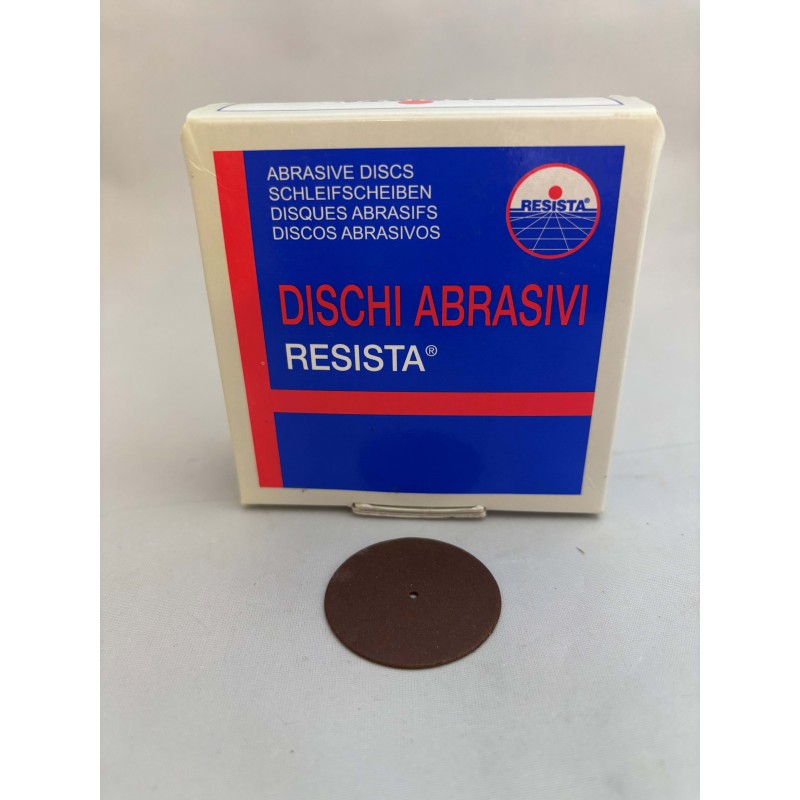 ABRASIVE DISCS
SCHLEIFSCHEIBEN
DISQUES ABRASIFS
DISCOS ABRASIVOS
RESISTA®
DISCHI ABRASIVI
RESISTA®